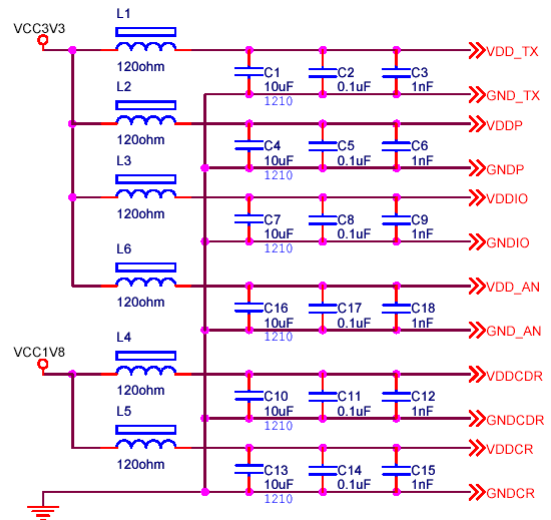 L1
VCC3V3
VDD_TX
120ohm
C1 C2 C3
10uF 0.1uF 1nF
1210
GND_TX
L2
VDDP
120ohm
C4 C5 C6
10uF 0.1uF 1nF
1210
GNDP
L3
VDDIO
120ohm
C7 C8 C9
10uF 0.1uF 1nF
1210
GNDIO
L6
VDD_AN
120ohm
C16 C17 C18
10uF 0.1uF 1nF
1210
GND_AN
L4
VCC1V8
VDDCDR
120ohm
C10 C11 C12
10uF 0.1uF 1nF
1210
GNDCDR
L5
VDDCR
120ohm
C13 C14 C15
10uF 0.1uF 1nF
1210
GNDCR